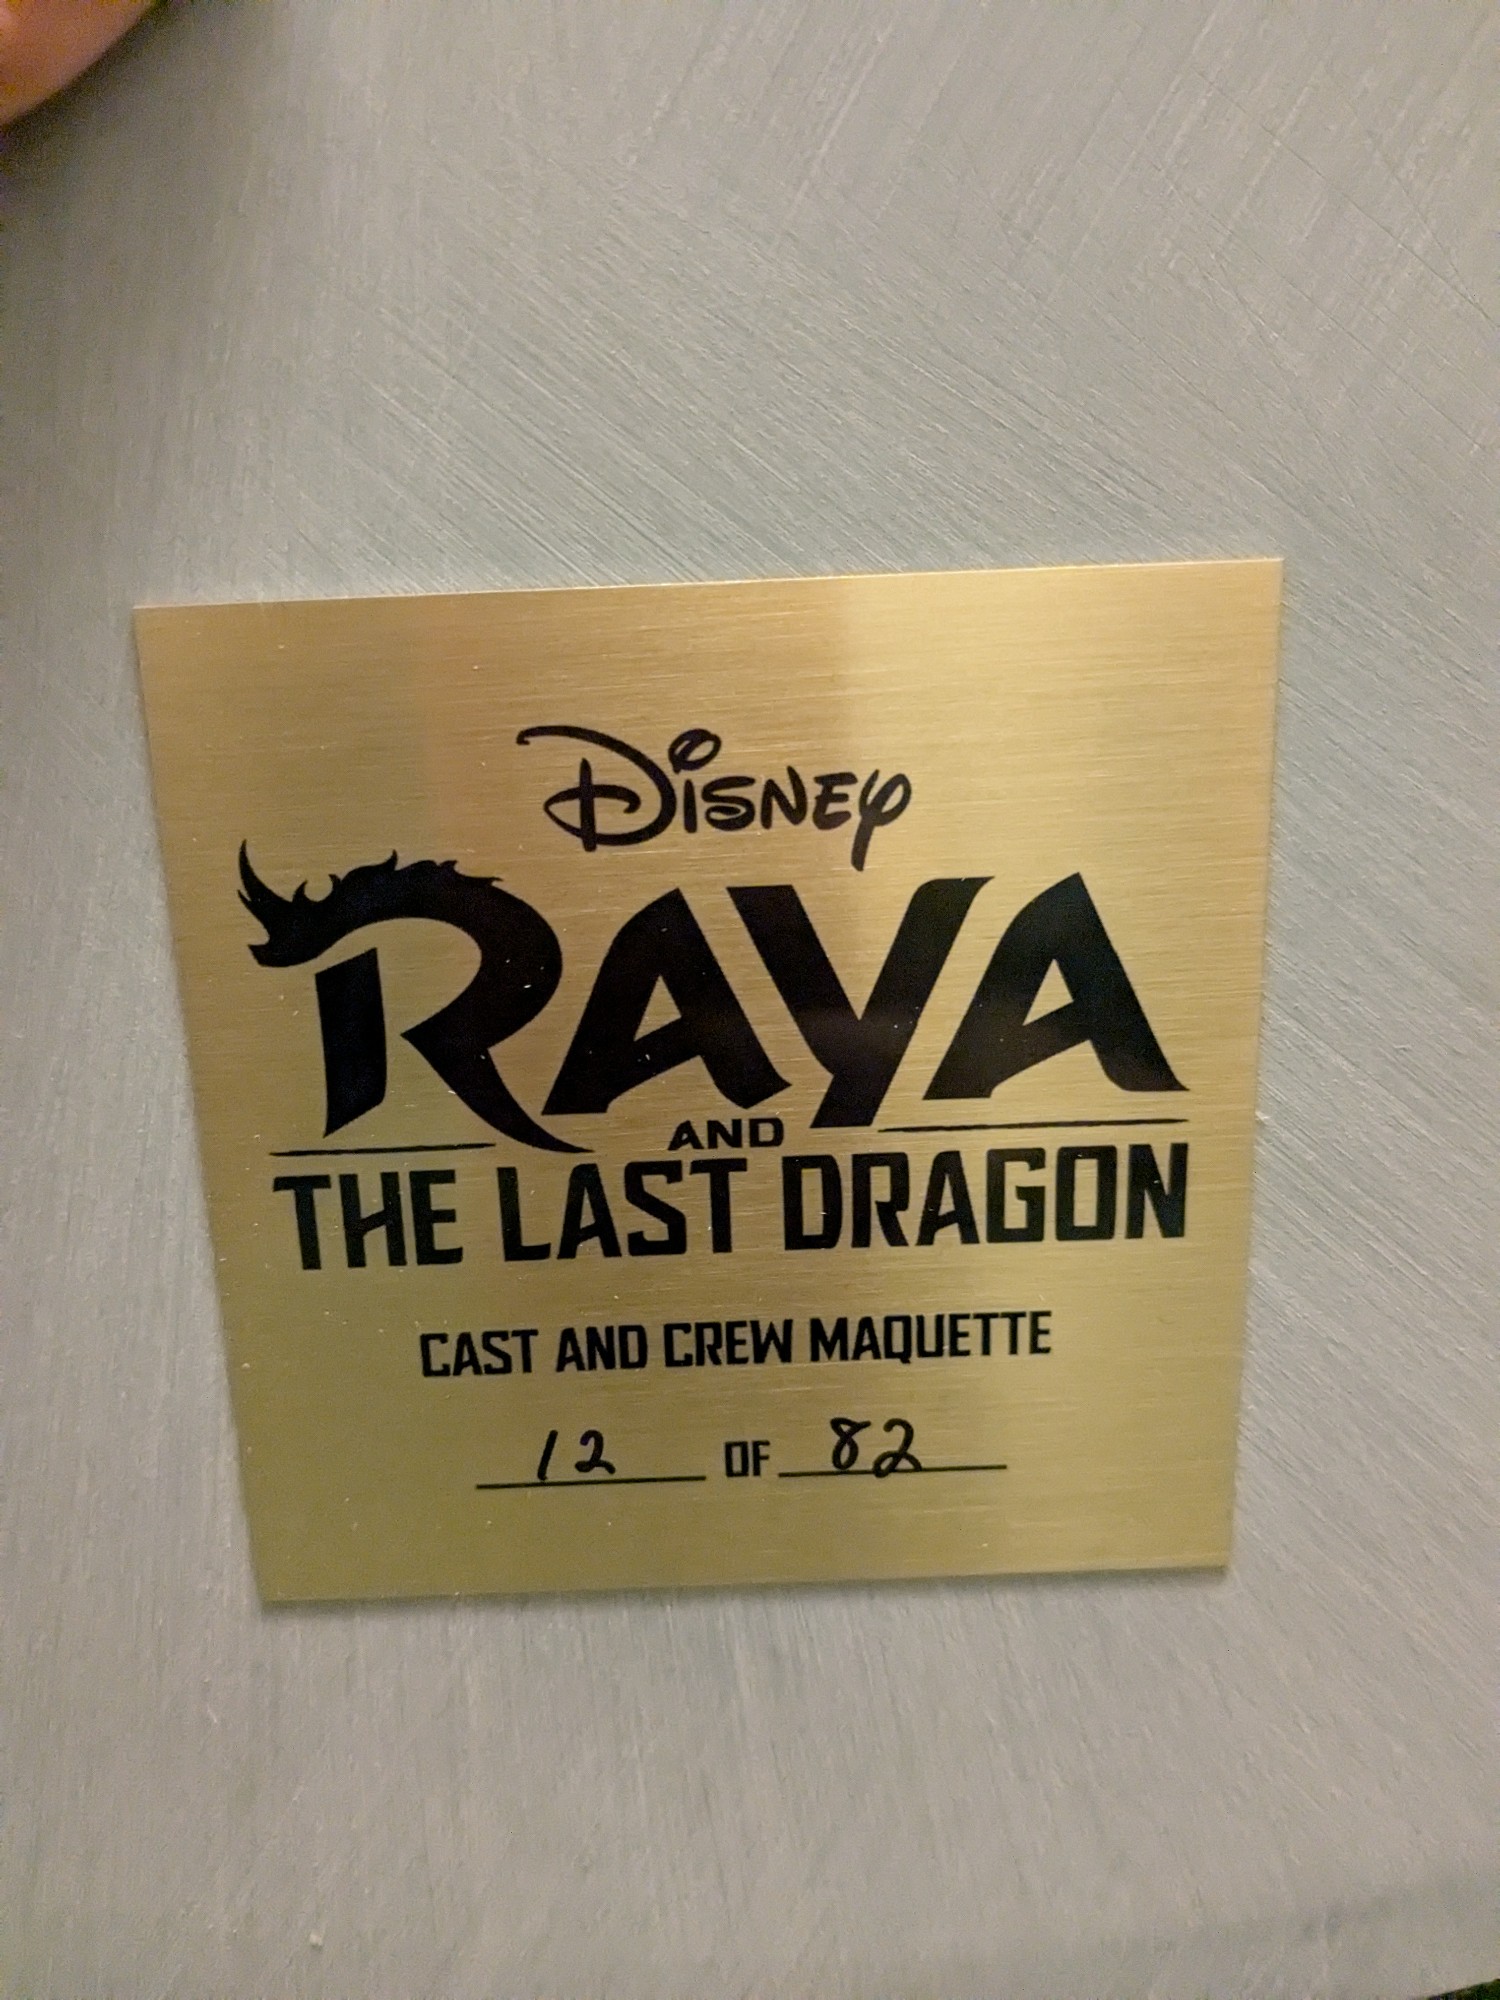 Disney
RAYA
AND
THE LAST DRAGON
CAST AND CREW MAQUETTE
12 OF 82